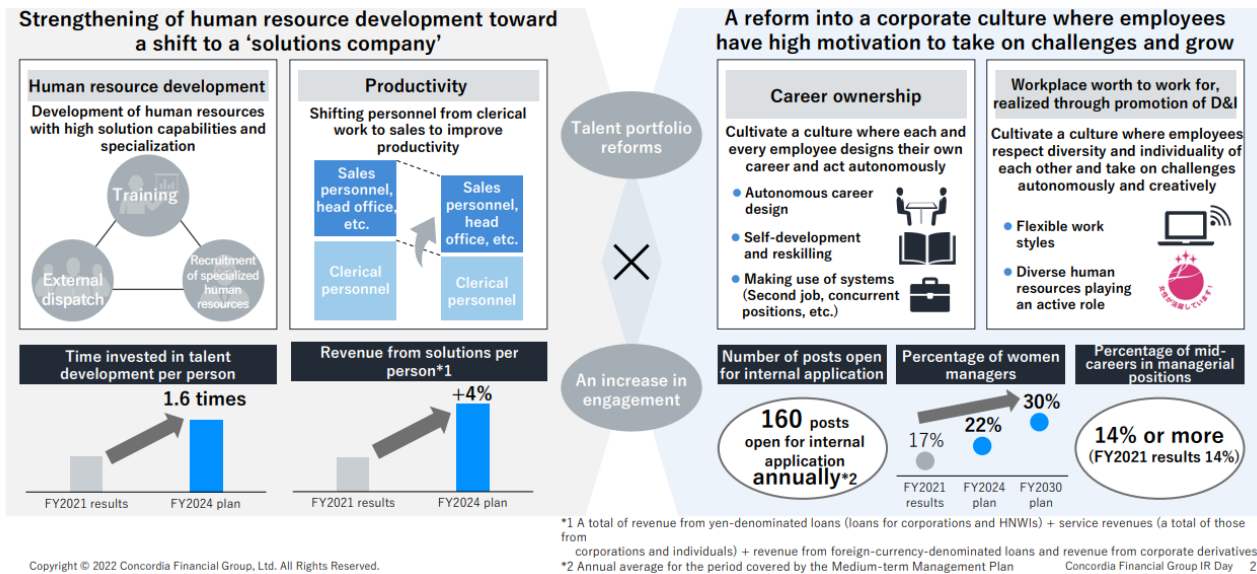 Strengthening of human resource development toward
a shift to a ‘solutions company’
Human resource development
Development of human resources
with high solution capabilities and
specialization
Training
External
dispatch
Recruitment
of specialized
human
resources
Productivity
Shifting personnel from clerical
work to sales to improve
productivity
Sales
personnel,
head office,
etc.
Clerical
personnel
Sales
personnel,
head
office, etc.
Clerical
personnel
Time invested in talent
development per person
1.6 times
FY2021 results
FY2024 plan
Revenue from solutions per
person*1
+4%
FY2021 results
FY2024 plan
Talent portfolio
reforms
An increase in
engagement
A reform into a corporate culture where employees
have high motivation to take on challenges and grow
Career ownership
Cultivate a culture where each and
every employee designs their own
career and act autonomously
Autonomous career
design
Self-development
and reskilling
Making use of systems
(Second job, concurrent
positions, etc.)
Workplace worth to work for,
realized through promotion of D&I
Cultivate a culture where employees
respect diversity and individuality of
each other and take on challenges
autonomously and creatively
Flexible work
styles
Diverse human
resources playing
an active role
女性が活躍しています!
Number of posts open
for internal application
160 posts
open for internal
application
annually*2
Percentage of women
managers
17%
22%
30%
FY2021
results
FY2024
plan
FY2030
plan
Percentage of mid-
careers in managerial
positions
14% or more
(FY2021 results 14%)
*1 A total of revenue from yen-denominated loans (loans for corporations and HNWIs) + service revenues (a total of those
from
corporations and individuals) + revenue from foreign-currency-denominated loans and revenue from corporate derivatives
*2 Annual average for the period covered by the Medium-term Management Plan
Copyright © 2022 Concordia Financial Group, Ltd. All Rights Reserved.
Concordia Financial Group IR Day 2